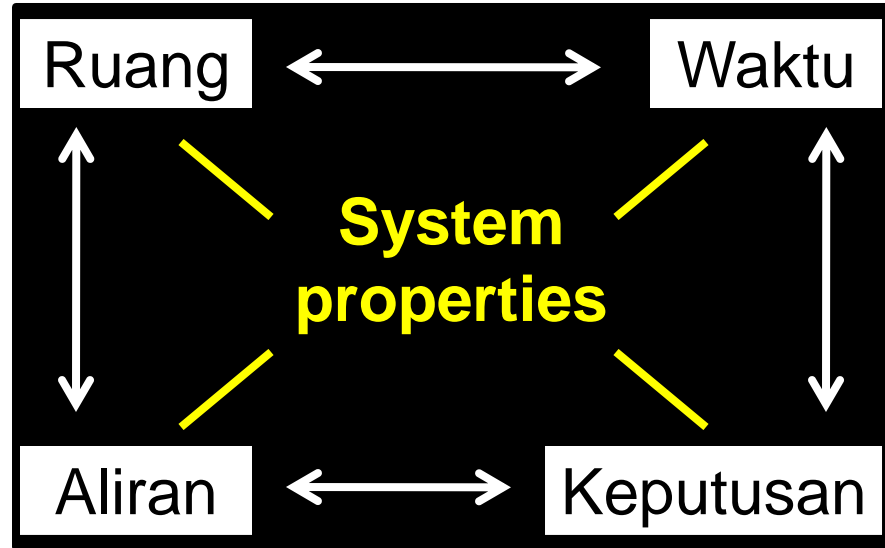 Ruang
Waktu
System
properties
Aliran
Keputusan